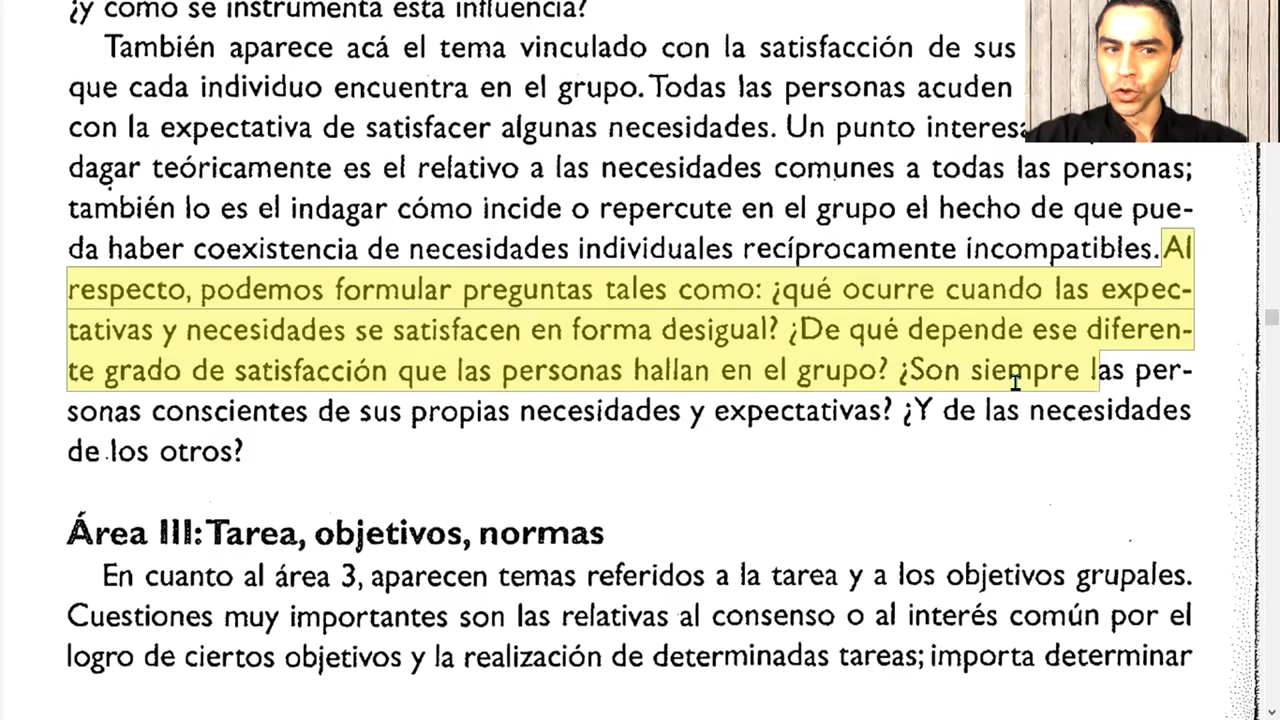 ¿y cómo se instrumenta esta influencia?
También aparece acá el tema vinculado con la satisfacción de sus
que cada individuo encuentra en el grupo. Todas las personas acuden
con la expectativa de satisfacer algunas necesidades. Un punto
dagar teóricamente es el relativo a las necesidades comunes a todas las personas;
también lo es el indagar cómo incide o repercute en el grupo el hecho de que pue-
da haber coexistencia de necesidades individuales recíprocamente incompatibles. Al
respecto, podemos formular preguntas tales como: ¿qué ocurre cuando las expec-
tativas y necesidades se satisfacen en forma desigual? ¿De qué depende ese diferen-
te grado de satisfacción que las personas hallan en el grupo? ¿Son siempre las per-
sonas conscientes de sus propias necesidades y expectativas? ¿Y de las necesidades
de los otros?
Área III: Tarea, objetivos, normas
En cuanto al área 3, aparecen temas referidos a la tarea y a los objetivos grupales.
Cuestiones muy importantes son las relativas al consenso o al interés común por el
logro de ciertos objetivos y la realización de determinadas tareas; importa determinar